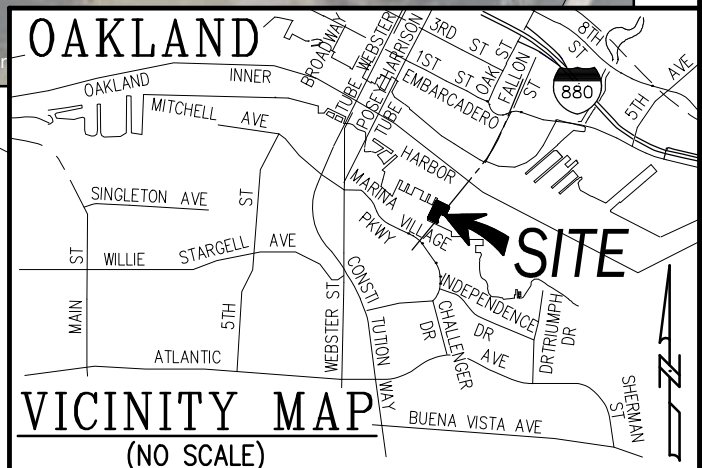 OAKLAND
BROADWAY
WEBSTER
HARRISON
3RD ST
1ST ST
OAK ST
FALLON ST
8TH ST
880
5TH AVE
EMBARCADERO
OAKLAND INNER HARBOR
TUBE
POSEY TUBE
MITCHELL AVE
MARINA VILLAGE PKWY
SITE
SINGLETON AVE
WILLIE STARGELL AVE
MAIN ST
5TH ST
WEBSTER ST
CONSTI TUTION WAY
INDEPENDENCE DR
CHALLENGER DR
TRIUMPH DR
DR
ATLANTIC AVE
BUENA VISTA AVE
SHERMAN ST
N
VICINITY MAP
(NO SCALE)